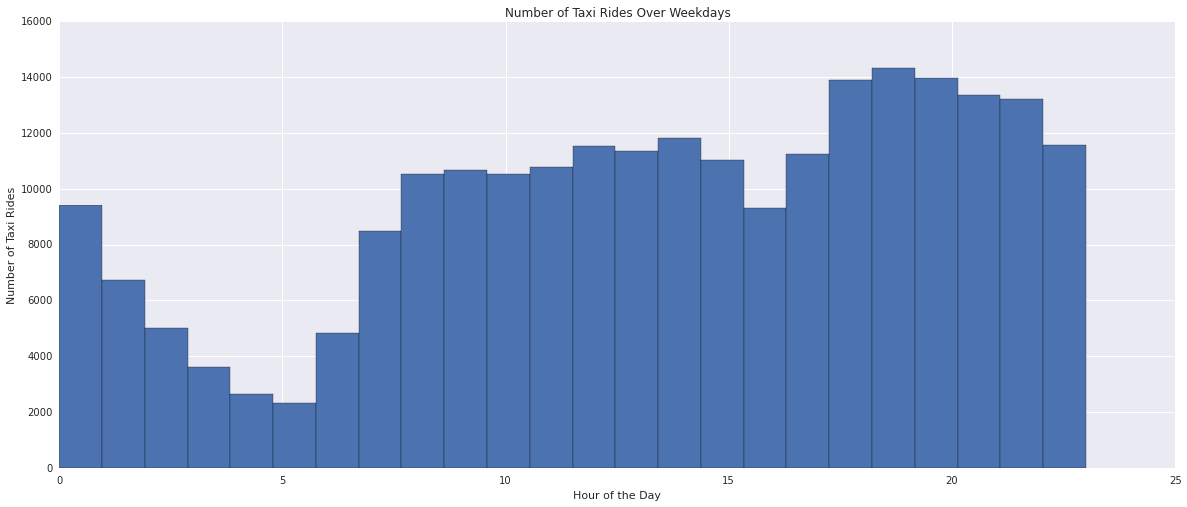 Number of Taxi Rides Over Weekdays
16000
14000
12000
10000
8000
6000
4000
2000
0
Number of Taxi Rides
0 5 10 15 20 25
Hour of the Day